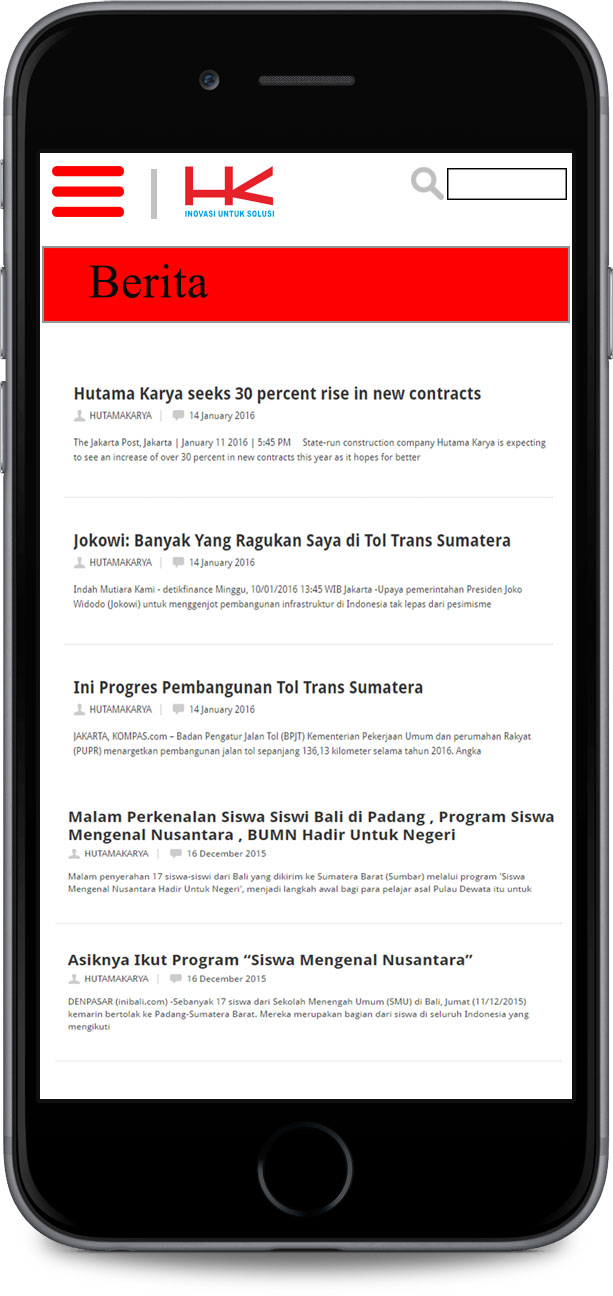 HK
INOVASI UNTUK SOLUSI
Berita
Hutama Karya seeks 30 percent rise in new contracts
HUTAMAKARYA | 14 January 2016
The Jakarta Post, Jakarta | January 11 2016 | 5:45 PM State-run construction company Hutama Karya is expecting
to see an increase of over 30 percent in new contracts this year as it hopes for better
Jokowi: Banyak Yang Ragukan Saya di Tol Trans Sumatera
HUTAMAKARYA | 14 January 2016
Indah Mutiara Kami - detikfinance Minggu, 10/01/2016 13:45 WIB Jakarta -Upaya pemerintahan Presiden Joko
Widodo (Jokowi) untuk menggenjot pembangunan infrastruktur di Indonesia tak lepas dari pesimisme
Ini Progres Pembangunan Tol Trans Sumatera
HUTAMAKARYA | 14 January 2016
JAKARTA, KOMPAS.com – Badan Pengatur Jalan Tol (BPJT) Kementerian Pekerjaan Umum dan perumahan Rakyat
(PUPR) menargetkan pembangunan jalan tol sepanjang 136,13 kilometer selama tahun 2016. Angka
Malam Perkenalan Siswa Siswi Bali di Padang , Program Siswa
Mengenal Nusantara , BUMN Hadir Untuk Negeri
HUTAMAKARYA | 16 December 2015
Malam penyerahan 17 siswa-siswi dari Bali yang dikirim ke Sumatera Barat (Sumbar) melalui program 'Siswa
Mengenal Nusantara Hadir Untuk Negeri', menjadi langkah awal bagi para pelajar asal Pulau Dewata itu untuk
Asiknya Ikut Program “Siswa Mengenal Nusantara”
HUTAMAKARYA | 16 December 2015
DENPASAR (inibali.com) -Sebanyak 17 siswa dari Sekolah Menengah Umum (SMU) di Bali, Jumat (11/12/2015)
kemarin bertolak ke Padang-Sumatera Barat. Mereka merupakan bagian dari siswa di seluruh Indonesia yang
mengikuti